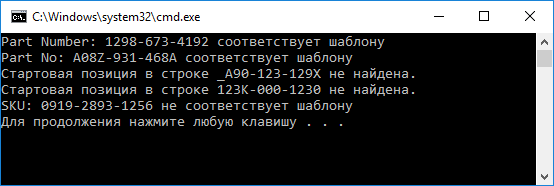 C:\Windows\system32\cmd.exe
Part Number: 1298-673-4192 соответствует шаблону
Part No: A08Z-931-468A соответствует шаблону
Стартовая позиция в строке _A90-123-129X не найдена.
Стартовая позиция в строке 123K-000-1230 не найдена.
SKU: 0919-2893-1256 не соответствует шаблону
Для продолжения нажмите любую клавишу . . .